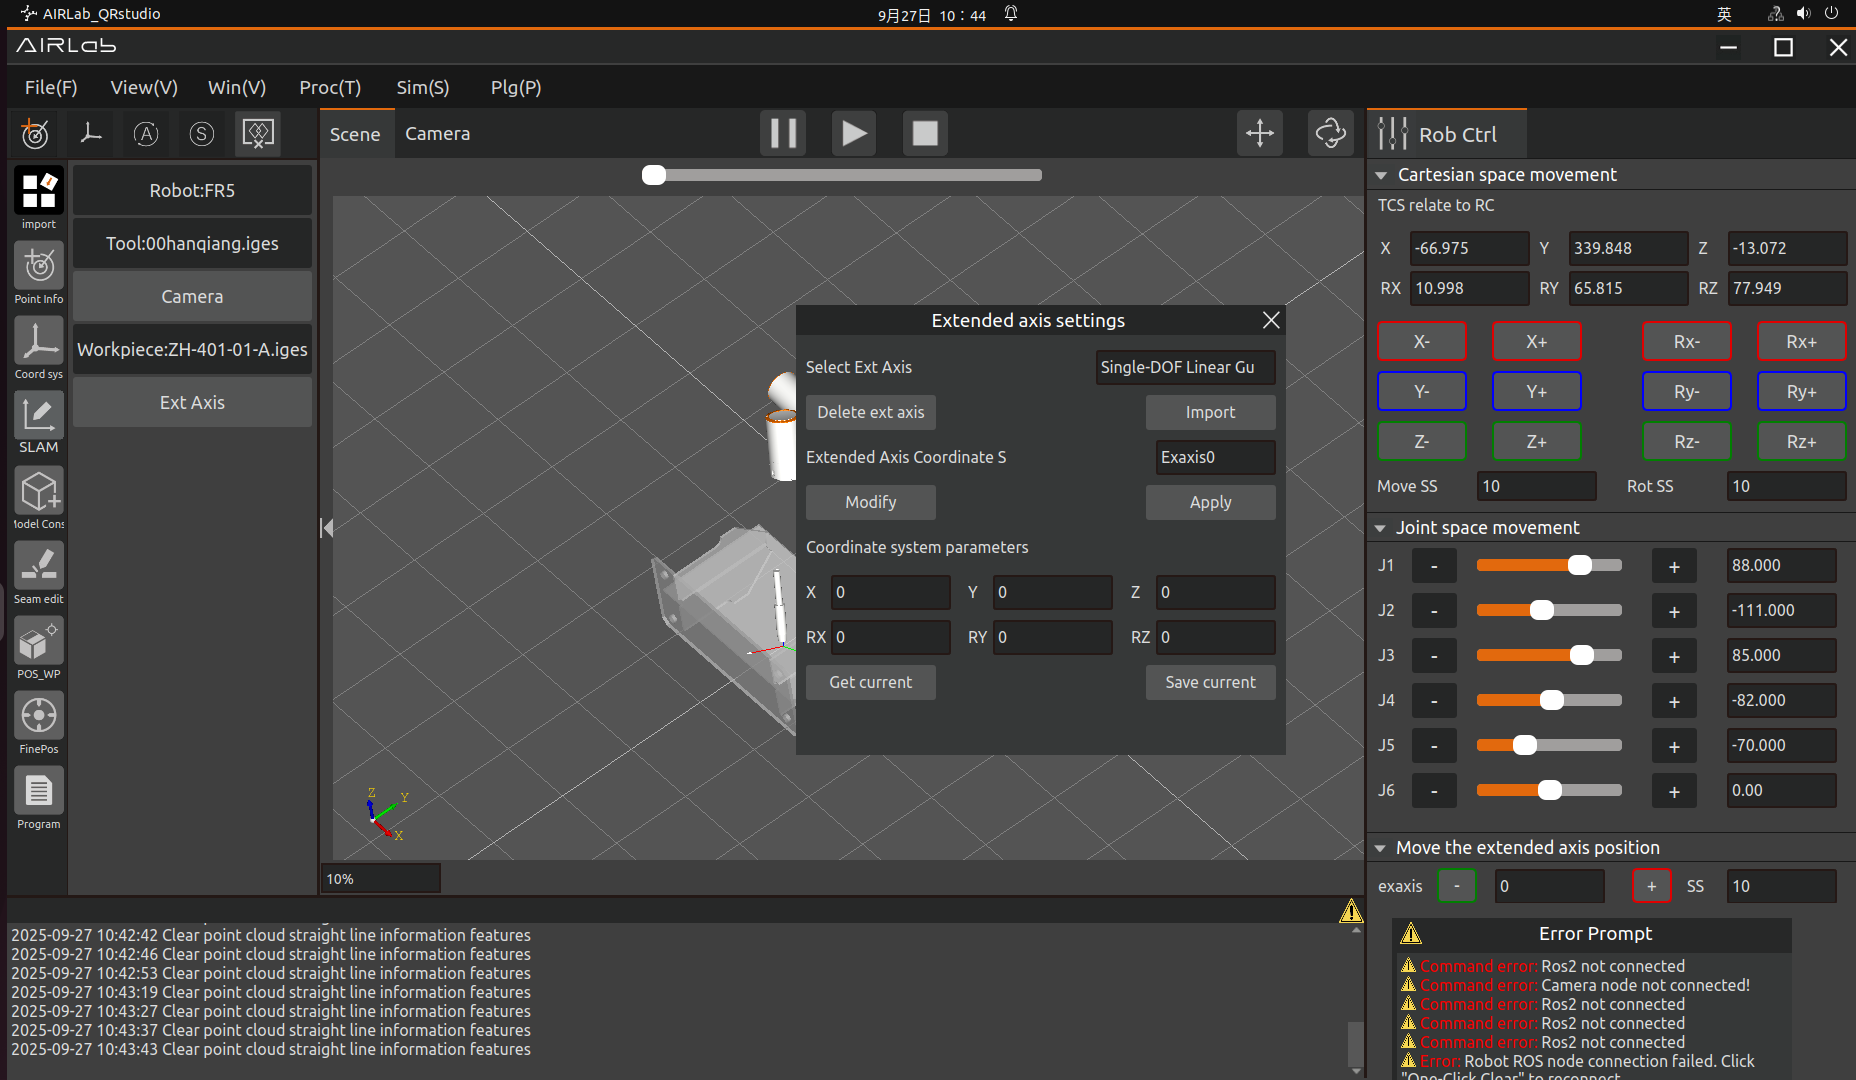 AIRLab_QRstudio
9月27日 10：44
英
AIRLab
File(F) View(V) Win(V) Proc(T) Sim(S) Plg(P)
A S
Scene Camera
import
Point Info
Coord sys
SLAM
Iodel Cons
Seam edit
POS_WP
FinePos
Program
Robot:FR5
Tool:00hanqiang.iges
Camera
Workpiece:ZH-401-01-A.iges
Ext Axis
Z Y X
10%
Extended axis settings
Select Ext Axis Single-DOF Linear Gu
Delete ext axis Import
Extended Axis Coordinate S Exaxis0
Modify Apply
Coordinate system parameters
X 0 Y 0 Z 0
RX 0 RY 0 RZ 0
Get current Save current
Rob Ctrl
Cartesian space movement
TCS relate to RC
X -66.975 Y 339.848 Z -13.072
RX 10.998 RY 65.815 RZ 77.949
X- X+ Rx- Rx+
Y- Y+ Ry- Ry+
Z- Z+ Rz- Rz+
Move SS 10 Rot SS 10
Joint space movement
J1 - + 88.000
J2 - + -111.000
J3 - + 85.000
J4 - + -82.000
J5 - + -70.000
J6 - + 0.00
Move the extended axis position
exaxis - 0 + SS 10
Error Prompt
Command error: Ros2 not connected
Command error: Camera node not connected!
Command error: Ros2 not connected
Command error: Ros2 not connected
Command error: Ros2 not connected
Error: Robot ROS node connection failed. Click
"One-Click Clear" to reconnect
2025-09-27 10:42:42 Clear point cloud straight line information features
2025-09-27 10:42:46 Clear point cloud straight line information features
2025-09-27 10:42:53 Clear point cloud straight line information features
2025-09-27 10:43:19 Clear point cloud straight line information features
2025-09-27 10:43:27 Clear point cloud straight line information features
2025-09-27 10:43:37 Clear point cloud straight line information features
2025-09-27 10:43:43 Clear point cloud straight line information features